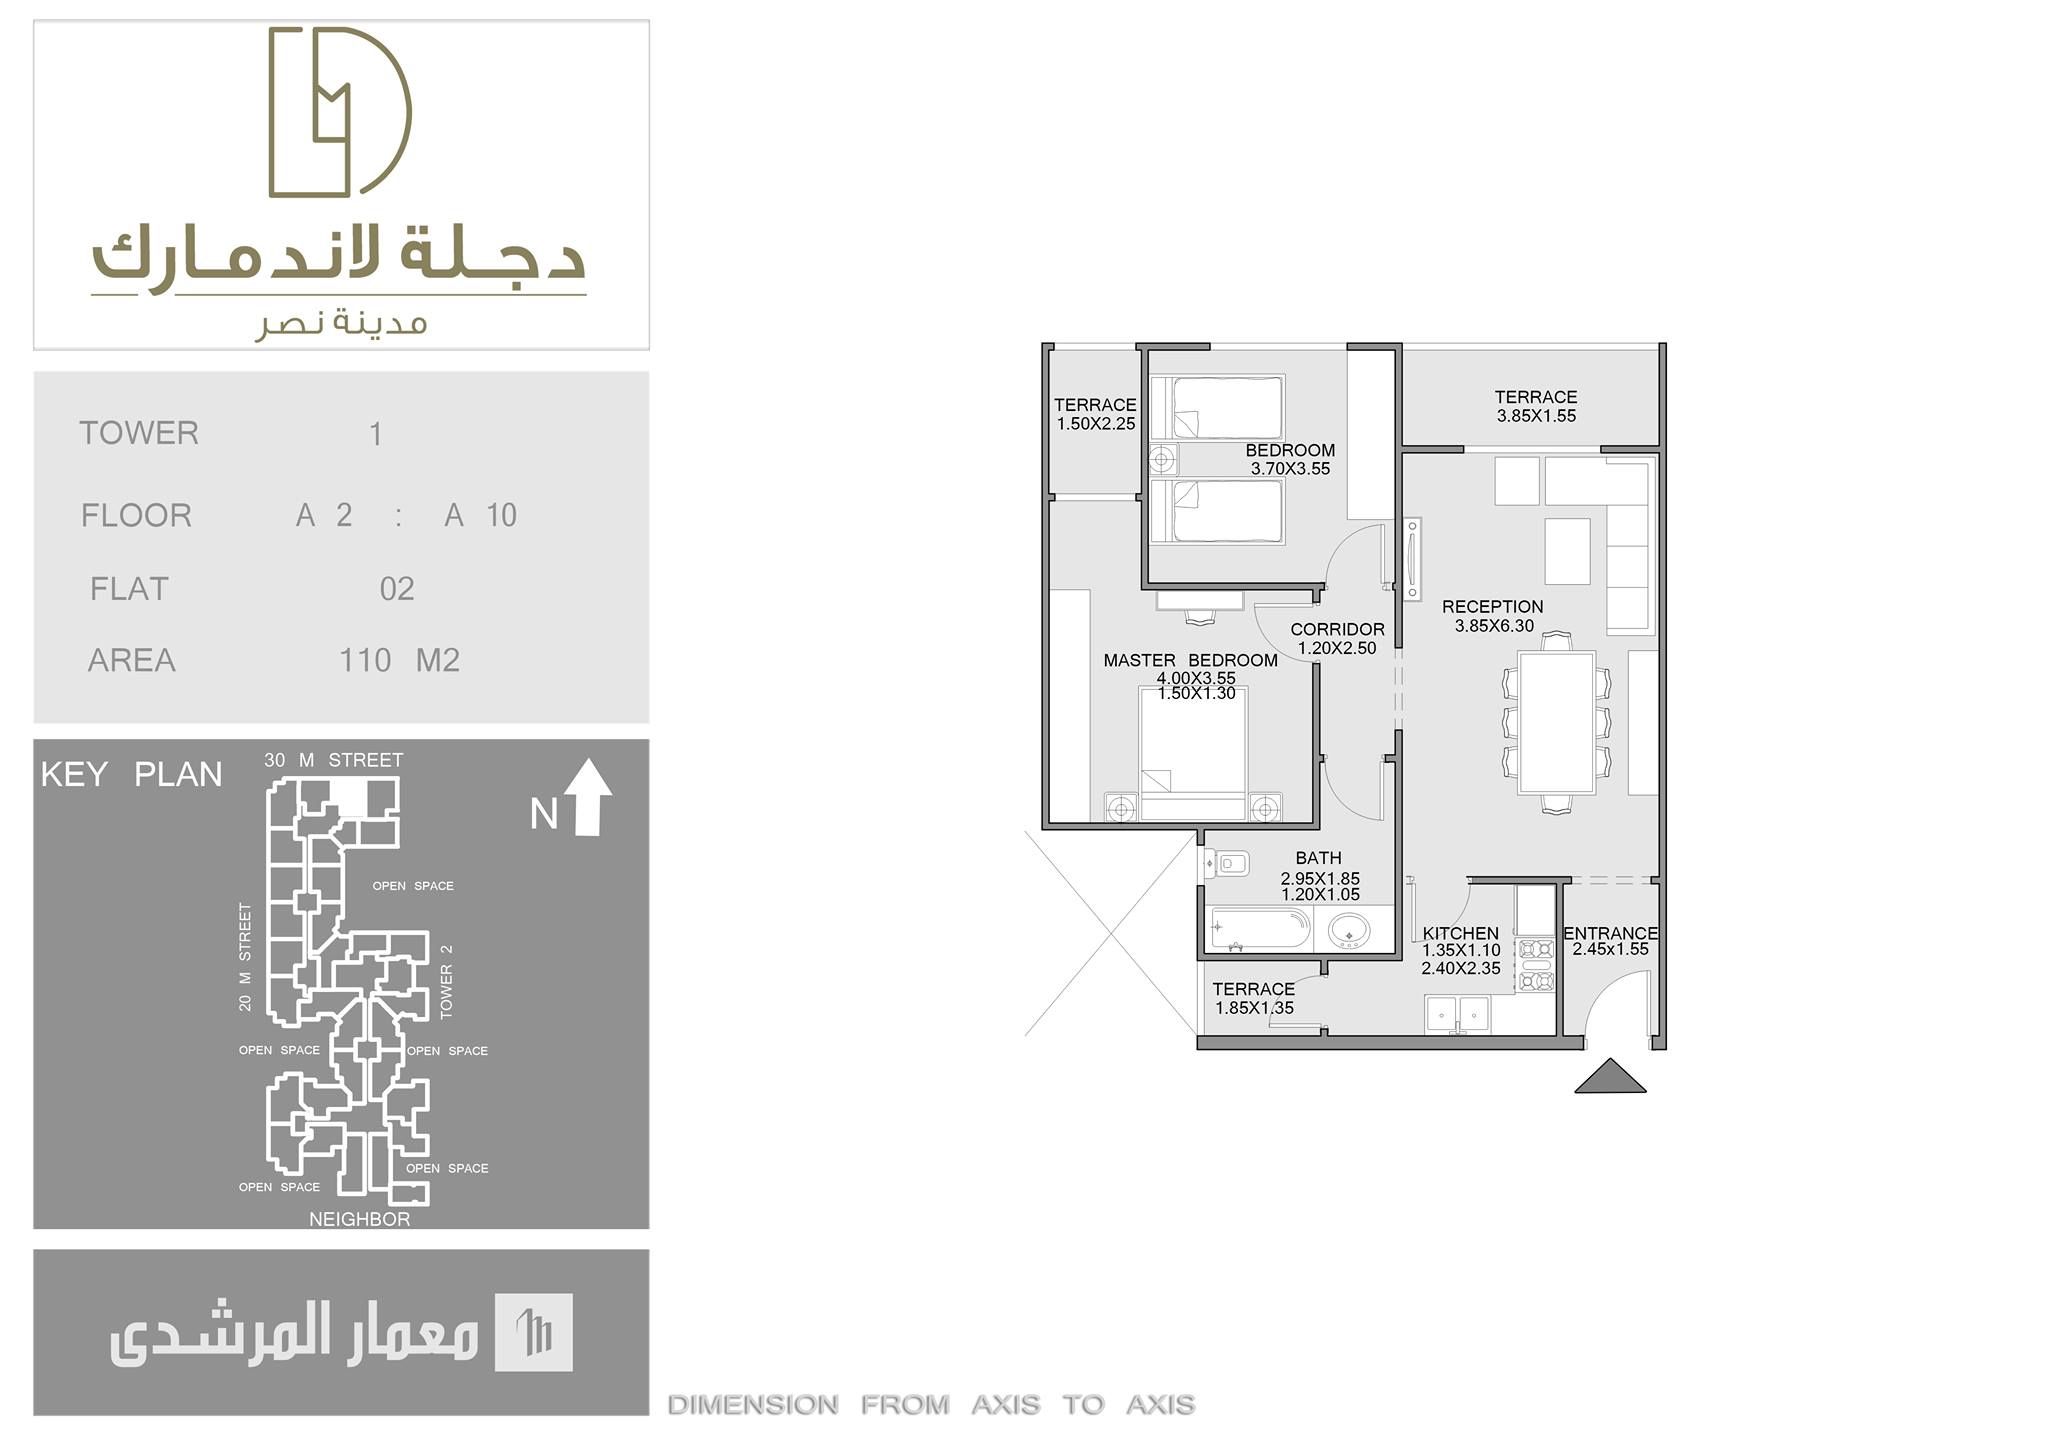 دجلة لاندمارك
مدينة نصر
TOWER 1
FLOOR A 2 : A 10
FLAT 02
AREA 110 M2
KEY PLAN
30 M STREET
N
OPEN SPACE
20 M STREET
TOWER 2
OPEN SPACE
OPEN SPACE
OPEN SPACE
OPEN SPACE
NEIGHBOR
معمار المرشدى
TERRACE
1.50X2.25
BEDROOM
3.70X3.55
TERRACE
3.85X1.55
RECEPTION
3.85X6.30
CORRIDOR
1.20X2.50
MASTER BEDROOM
4.00X3.55
1.50X1.30
BATH
2.95X1.85
1.20X1.05
KITCHEN
1.35X1.10
2.40X2.35
ENTRANCE
2.45x1.55
TERRACE
1.85X1.35
DIMENSION FROM AXIS TO AXIS